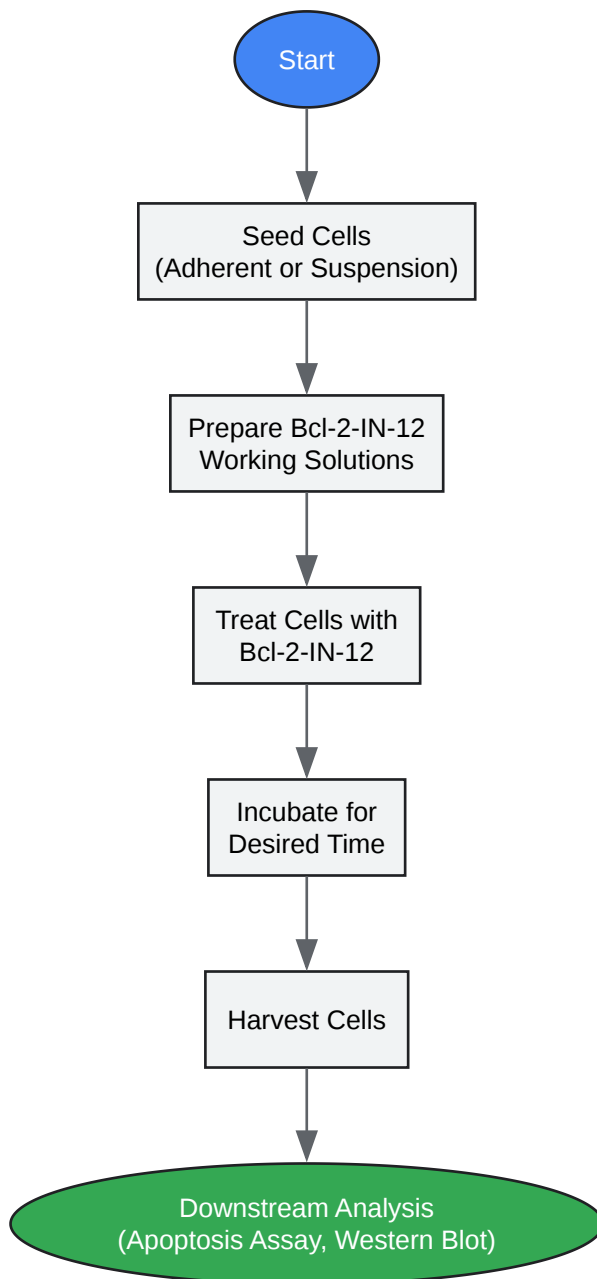 Start
Seed Cells
(Adherent or Suspension)
Prepare Bcl-2-IN-12
Working Solutions
Treat Cells with
Bcl-2-IN-12
Incubate for
Desired Time
Harvest Cells
Downstream Analysis
(Apoptosis Assay, Western Blot)